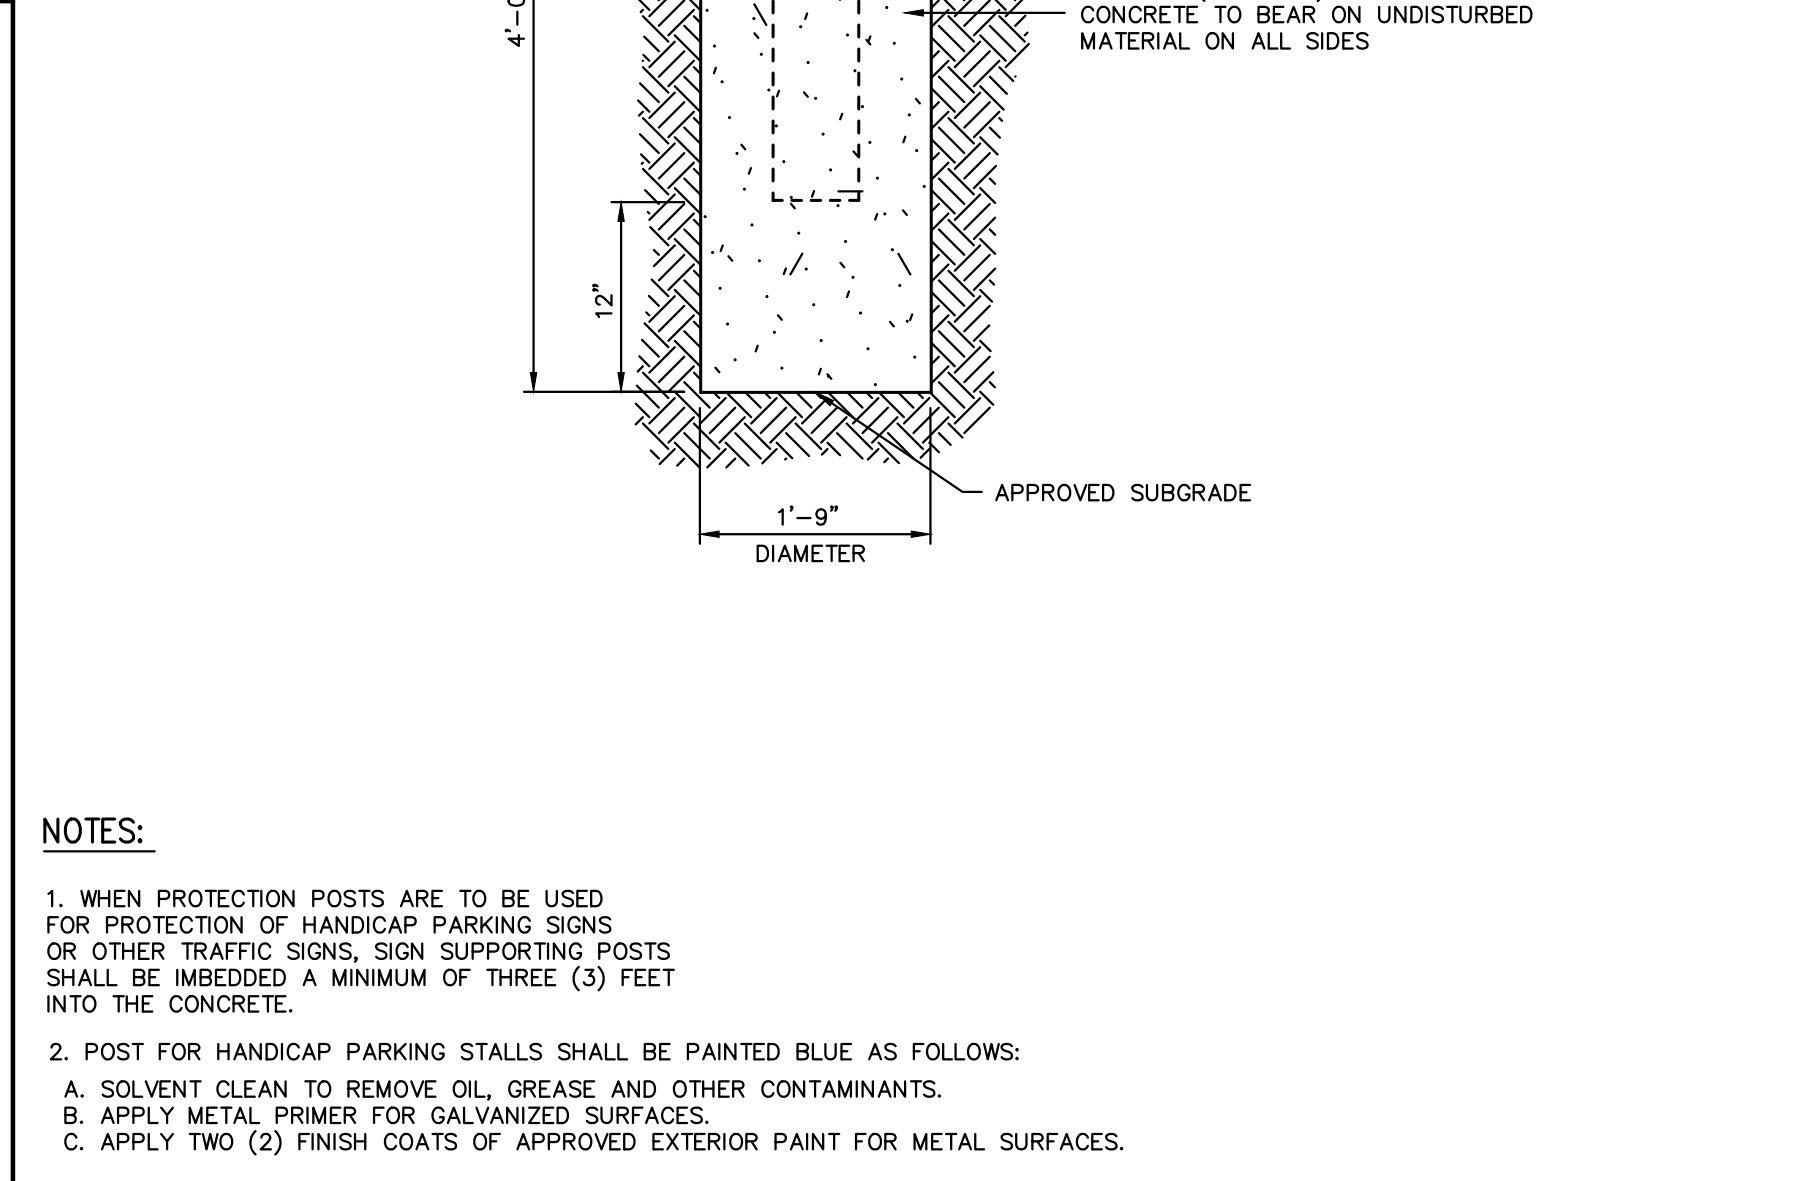 CONCRETE TO BEAR ON UNDISTURBED
MATERIAL ON ALL SIDES
4'-0
12"
APPROVED SUBGRADE
1'-9"
DIAMETER
NOTES:
1. WHEN PROTECTION POSTS ARE TO BE USED
FOR PROTECTION OF HANDICAP PARKING SIGNS
OR OTHER TRAFFIC SIGNS, SIGN SUPPORTING POSTS
SHALL BE IMBEDDED A MINIMUM OF THREE (3) FEET
INTO THE CONCRETE.
2. POST FOR HANDICAP PARKING STALLS SHALL BE PAINTED BLUE AS FOLLOWS:
A. SOLVENT CLEAN TO REMOVE OIL, GREASE AND OTHER CONTAMINANTS.
B. APPLY METAL PRIMER FOR GALVANIZED SURFACES.
C. APPLY TWO (2) FINISH COATS OF APPROVED EXTERIOR PAINT FOR METAL SURFACES.